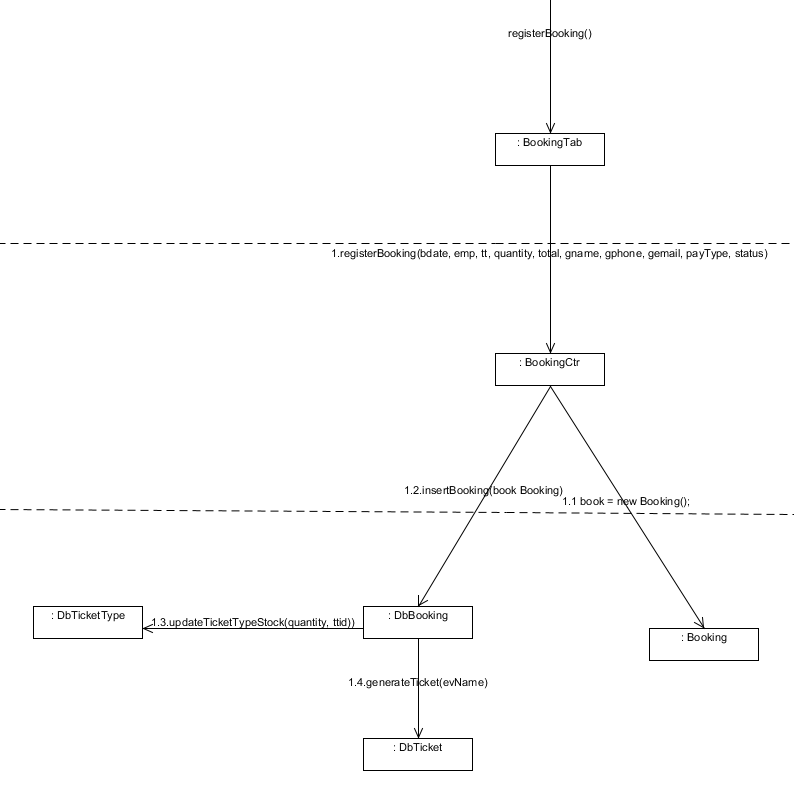 registerBooking()
: BookingTab
1.registerBooking(bdate, emp, tt, quantity, total, gname, gphone, gemail, payType, status)
: BookingCtr
1.2.insertBooking(book Booking)
1.1 book = new Booking();
: DbTicketType
1.3.updateTicketTypeStock(quantity, ttid))
: DbBooking
: Booking
1.4.generateTicket(evName)
: DbTicket